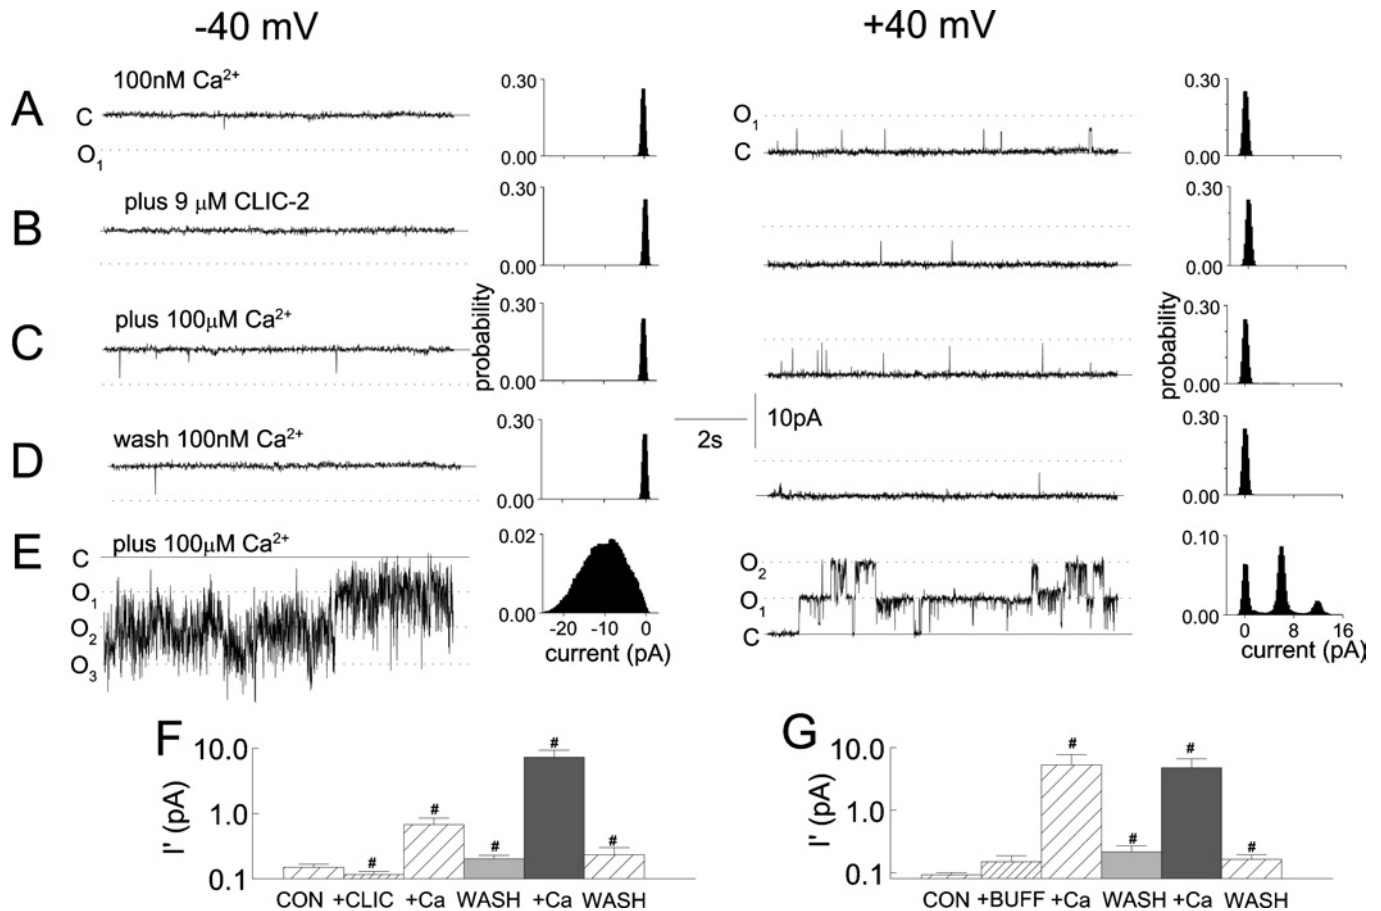 -40 mV
+40 mV
A
100nM Ca²⁺
C
O₁
0.30
0.00
O₁
C
0.30
0.00
B
plus 9 µM CLIC-2
0.30
0.00
0.30
0.00
C
plus 100µM Ca²⁺
0.30
0.00
probability
0.30
0.00
probability
D
wash 100nM Ca²⁺
0.30
0.00
2s
10pA
0.30
0.00
E
plus 100µM Ca²⁺
C
O₁
O₂
O₃
0.02
0.00
-20 -10 0
current (pA)
O₂
O₁
C
0.10
0.00
0 8 16
current (pA)
F
I' (pA)
10.0
1.0
0.1
# # # # #
CON +CLIC +Ca WASH +Ca WASH
G
I' (pA)
10.0
1.0
0.1
# # # #
CON +BUFF +Ca WASH +Ca WASH